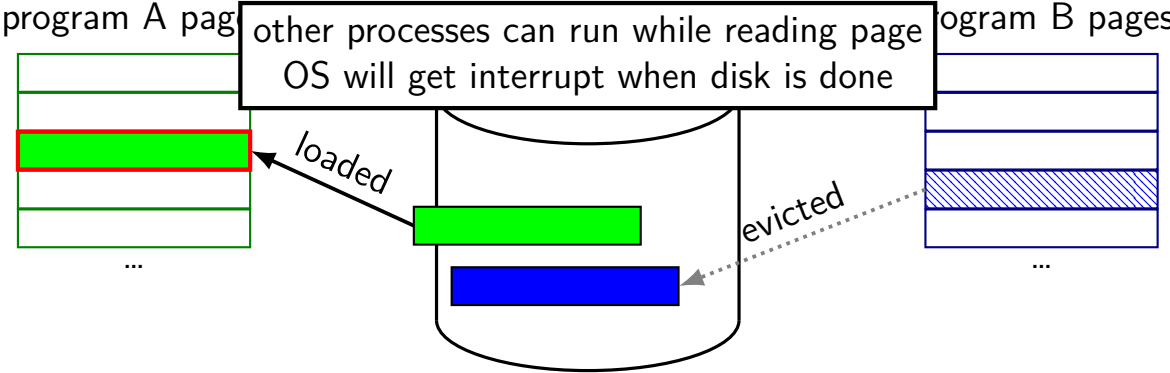 program A pag
other processes can run while reading page
OS will get interrupt when disk is done
rogram B pages
loaded
evicted
...
...